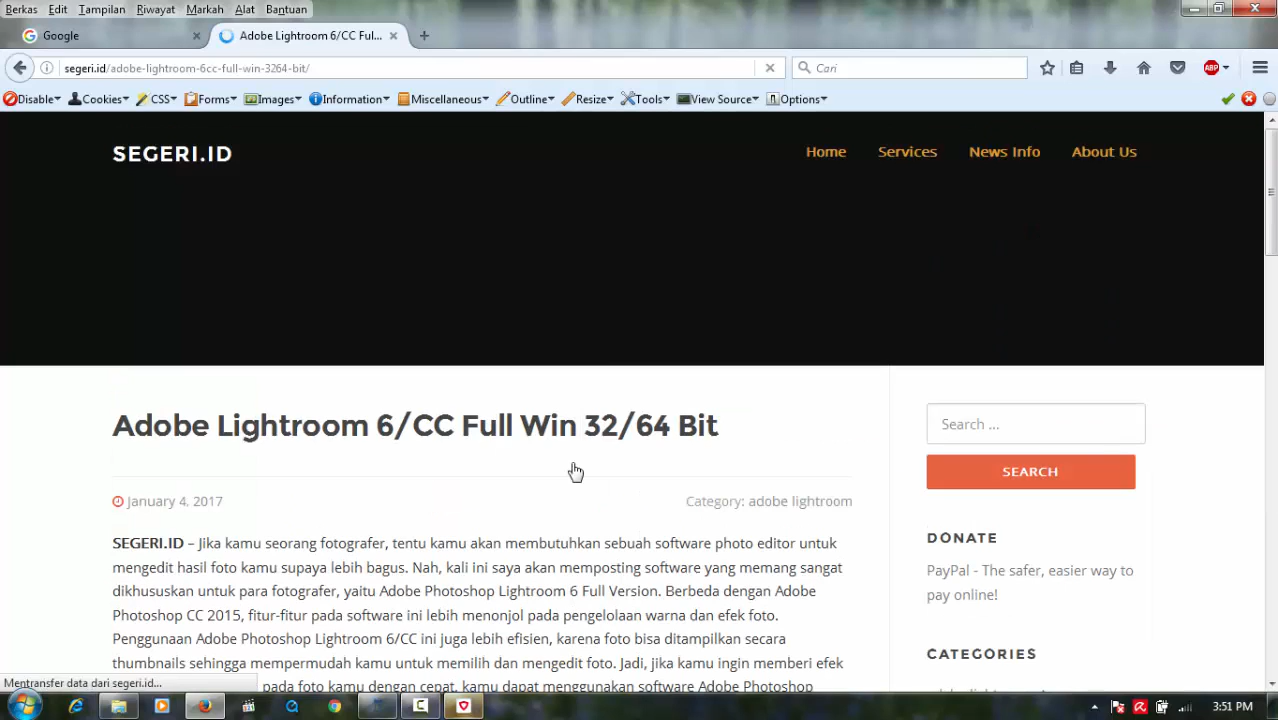 Berkas Edit Tampilan Riwayat Markah Alat Bantuan
Google
Adobe Lightroom 6/CC Ful...
segeri.id/adobe-lightroom-6cc-full-win-3264-bit/
Cari
ABP
Disable Cookies CSS Forms Images Information Miscellaneous Outline Resize Tools View Source Options
SEGERI.ID
Home Services News Info About Us
Adobe Lightroom 6/CC Full Win 32/64 Bit
January 4, 2017
Category: adobe lightroom
SEGERI.ID – Jika kamu seorang fotografer, tentu kamu akan membutuhkan sebuah software photo editor untuk
mengedit hasil foto kamu supaya lebih bagus. Nah, kali ini saya akan memposting software yang memang sangat
dikhususkan untuk para fotografer, yaitu Adobe Photoshop Lightroom 6 Full Version. Berbeda dengan Adobe
Photoshop CC 2015, fitur-fitur pada software ini lebih menonjol pada pengelolaan warna dan efek foto.
Penggunaan Adobe Photoshop Lightroom 6/CC ini juga lebih efisien, karena foto bisa ditampilkan secara
thumbnails sehingga mempermudah kamu untuk memilih dan mengedit foto. Jadi, jika kamu ingin memberi efek
pada foto kamu dengan cepat, kamu dapat menggunakan software Adobe Photoshop
Search ...
SEARCH
DONATE
PayPal - The safer, easier way to
pay online!
CATEGORIES
Mentransfer data dari segeri.id...
3:51 PM